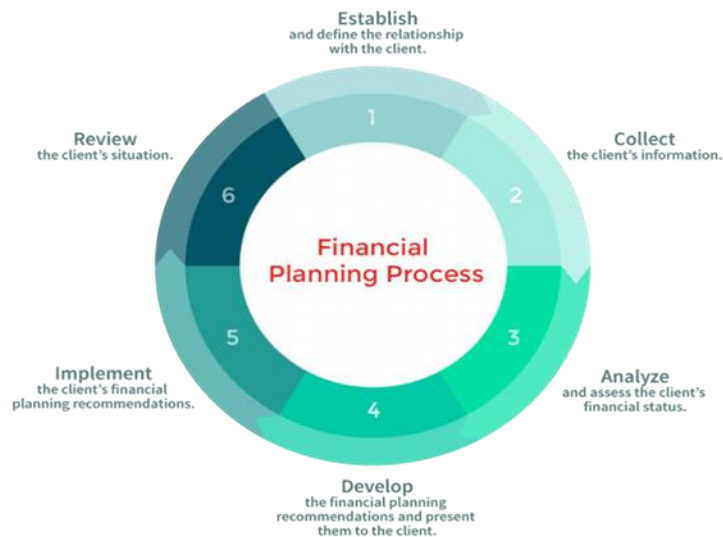 Establish
and define the relationship
with the client.
1
Collect
the client's information.
2
Analyze
and assess the client's
financial status.
3
Develop
the financial planning
recommendations and present
them to the client.
4
Implement
the client's financial
planning recommendations.
5
Review
the client's situation.
6
Financial
Planning Process